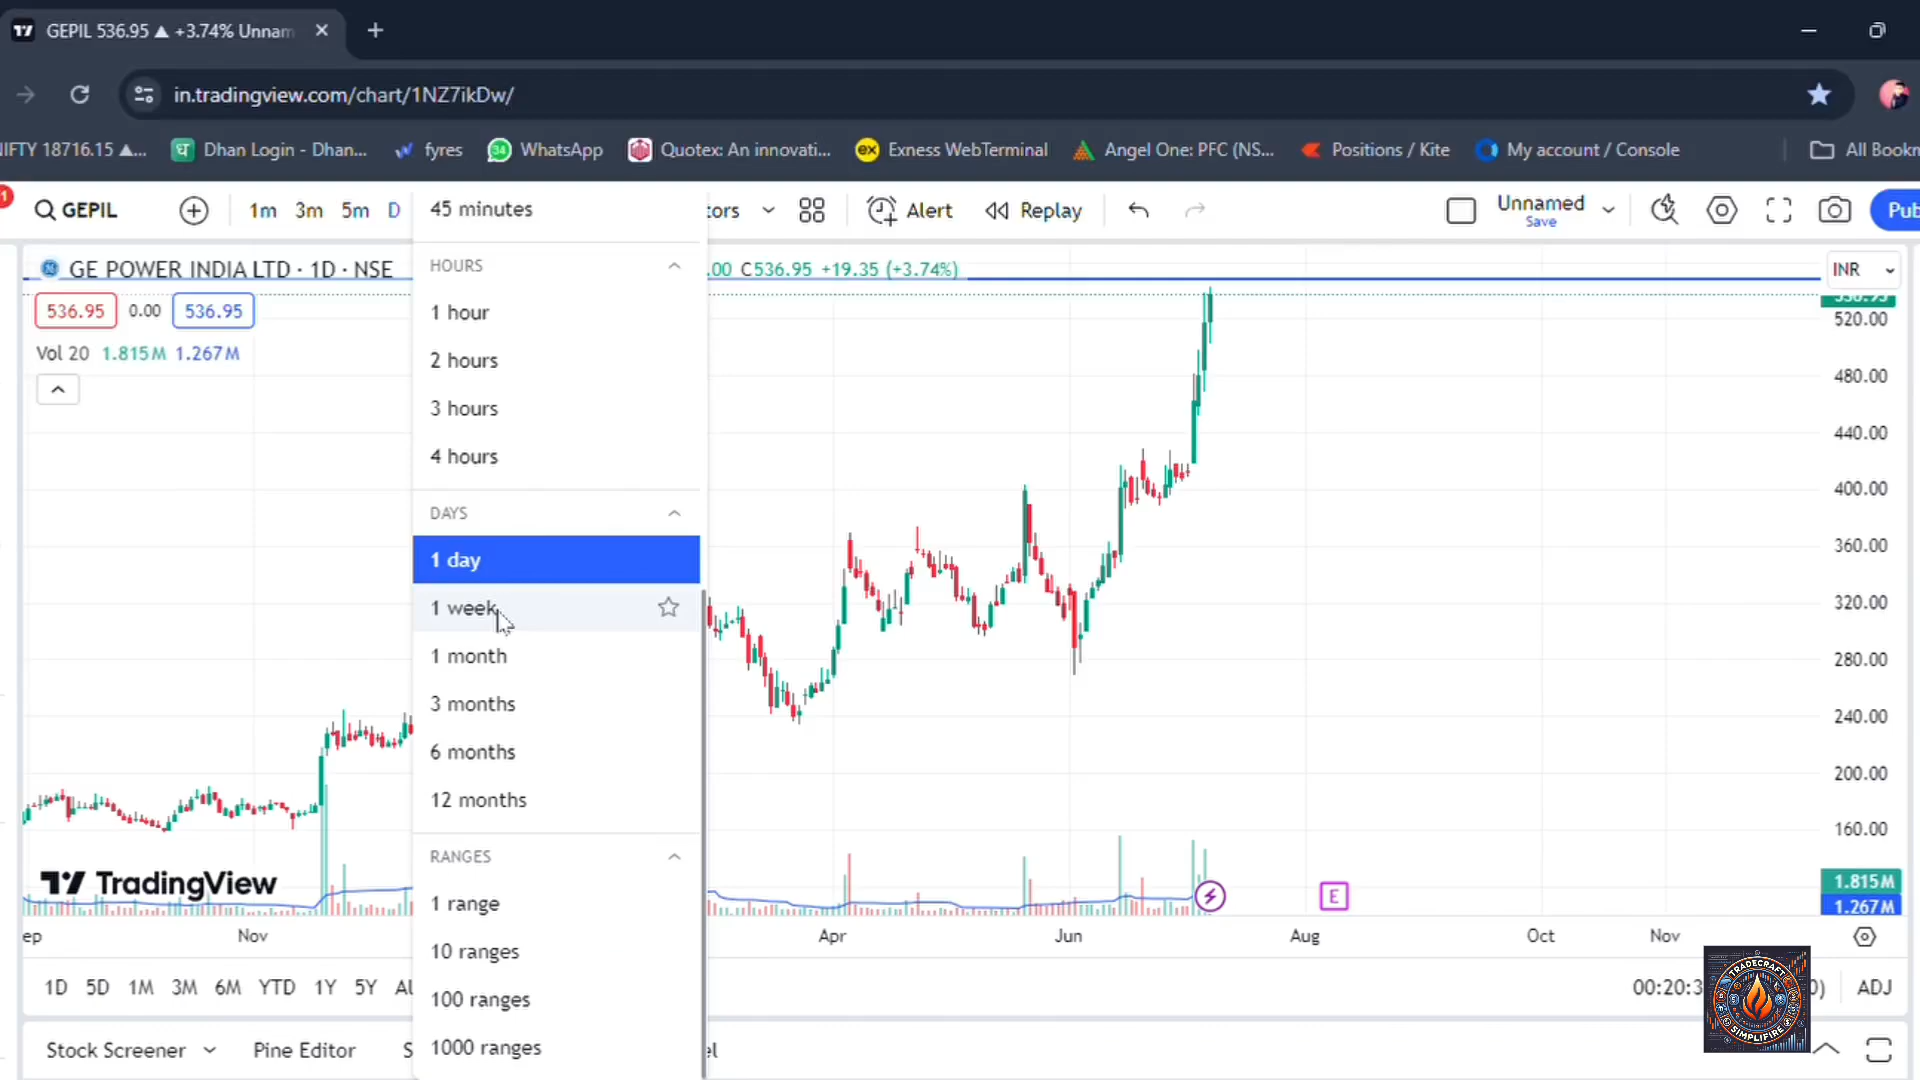 GEPIL 536.95 ▲ +3.74% Unnam
in.tradingview.com/chart/1NZ7ikDw/
NIFTY 18716.15 ▲...
Dhan Login - Dhan...
fyres
WhatsApp
Quotex: An innovati...
Exness WebTerminal
Angel One: PFC (NS...
Positions / Kite
My account / Console
All Bookm
1
GEPIL
1m 3m 5m D
tors
Alert
Replay
Unnamed
Save
Pub
GE POWER INDIA LTD · 1D · NSE
.00 C536.95 +19.35 (+3.74%)
INR
536.95 0.00 536.95
Vol 20 1.815M 1.267M
45 minutes
HOURS
1 hour
2 hours
3 hours
4 hours
DAYS
1 day
1 week
1 month
3 months
6 months
12 months
RANGES
1 range
10 ranges
100 ranges
1000 ranges
536.95
520.00
480.00
440.00
400.00
360.00
320.00
280.00
240.00
200.00
160.00
1.815M
1.267M
TradingView
E
ep Nov Apr Jun Aug Oct Nov
1D 5D 1M 3M 6M YTD 1Y 5Y
00:20:3
ADJ
TRADECRAFT
SIMPLIFIRE
Stock Screener
Pine Editor
S
el